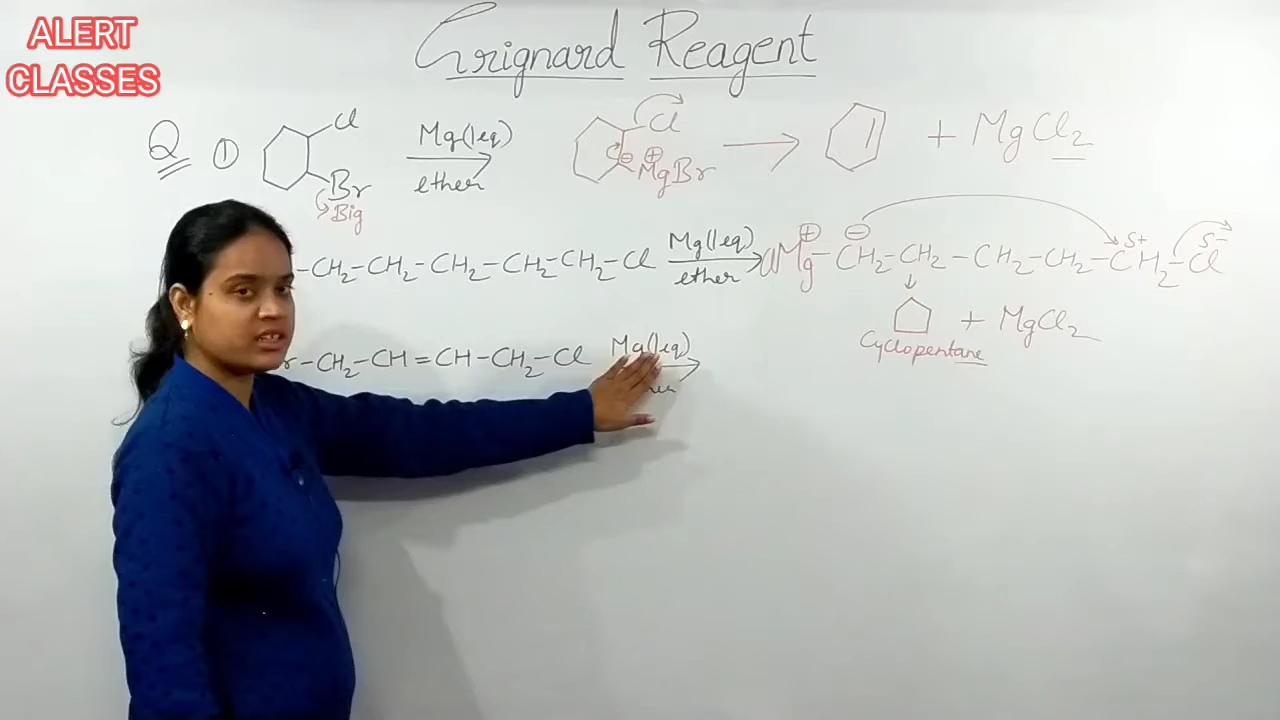 ALERT
CLASSES
Grignard Reagent
Q ① Cl Br Big Mg(1eq) ether Cl ⊖ ⊕ MgBr + MgCl₂
-CH₂-CH₂-CH₂-CH₂-CH₂-Cl Mg(1eq) ether ClMg⊕-CH₂⊖-CH₂-CH₂-CH₂-CH₂-Cl δ+ δ-
+ MgCl₂
Cyclopentane
r-CH₂-CH=CH-CH₂-Cl Mg(1eq)